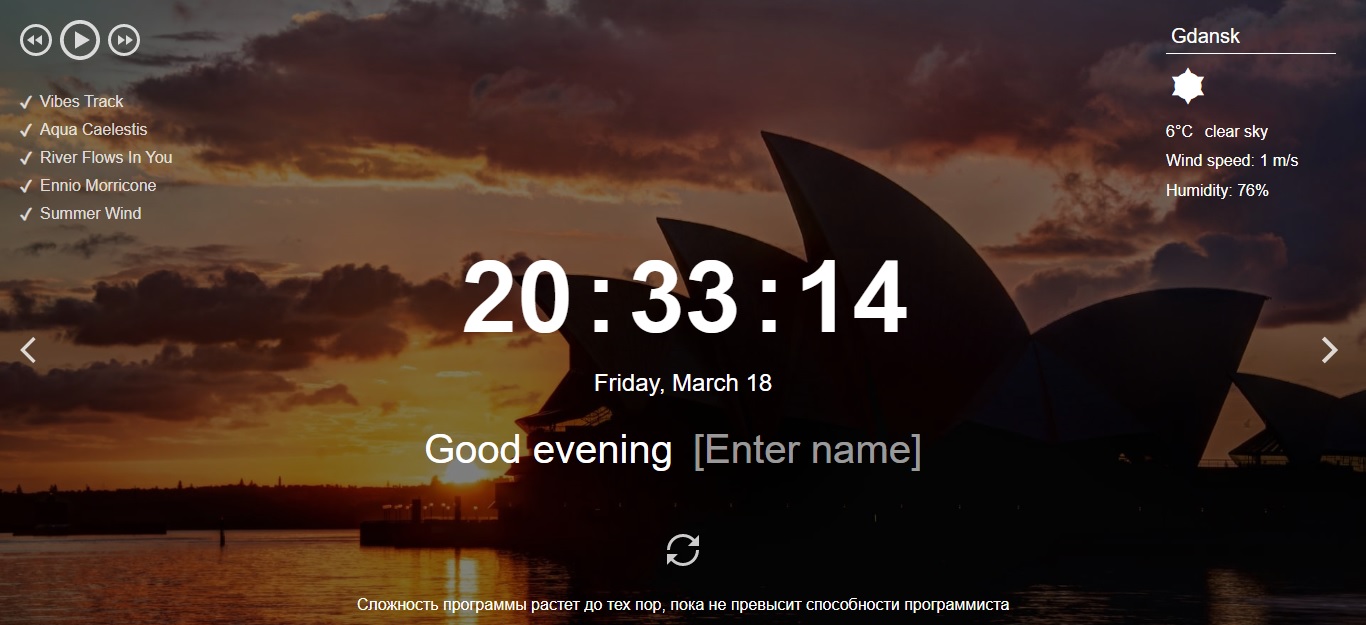 Gdansk
Vibes Track
Aqua Caelestis
River Flows In You
Ennio Morricone
Summer Wind
6°C clear sky
Wind speed: 1 m/s
Humidity: 76%
20:33:14
Friday, March 18
Good evening [Enter name]
Сложность программы растет до тех пор, пока не превысит способности программиста